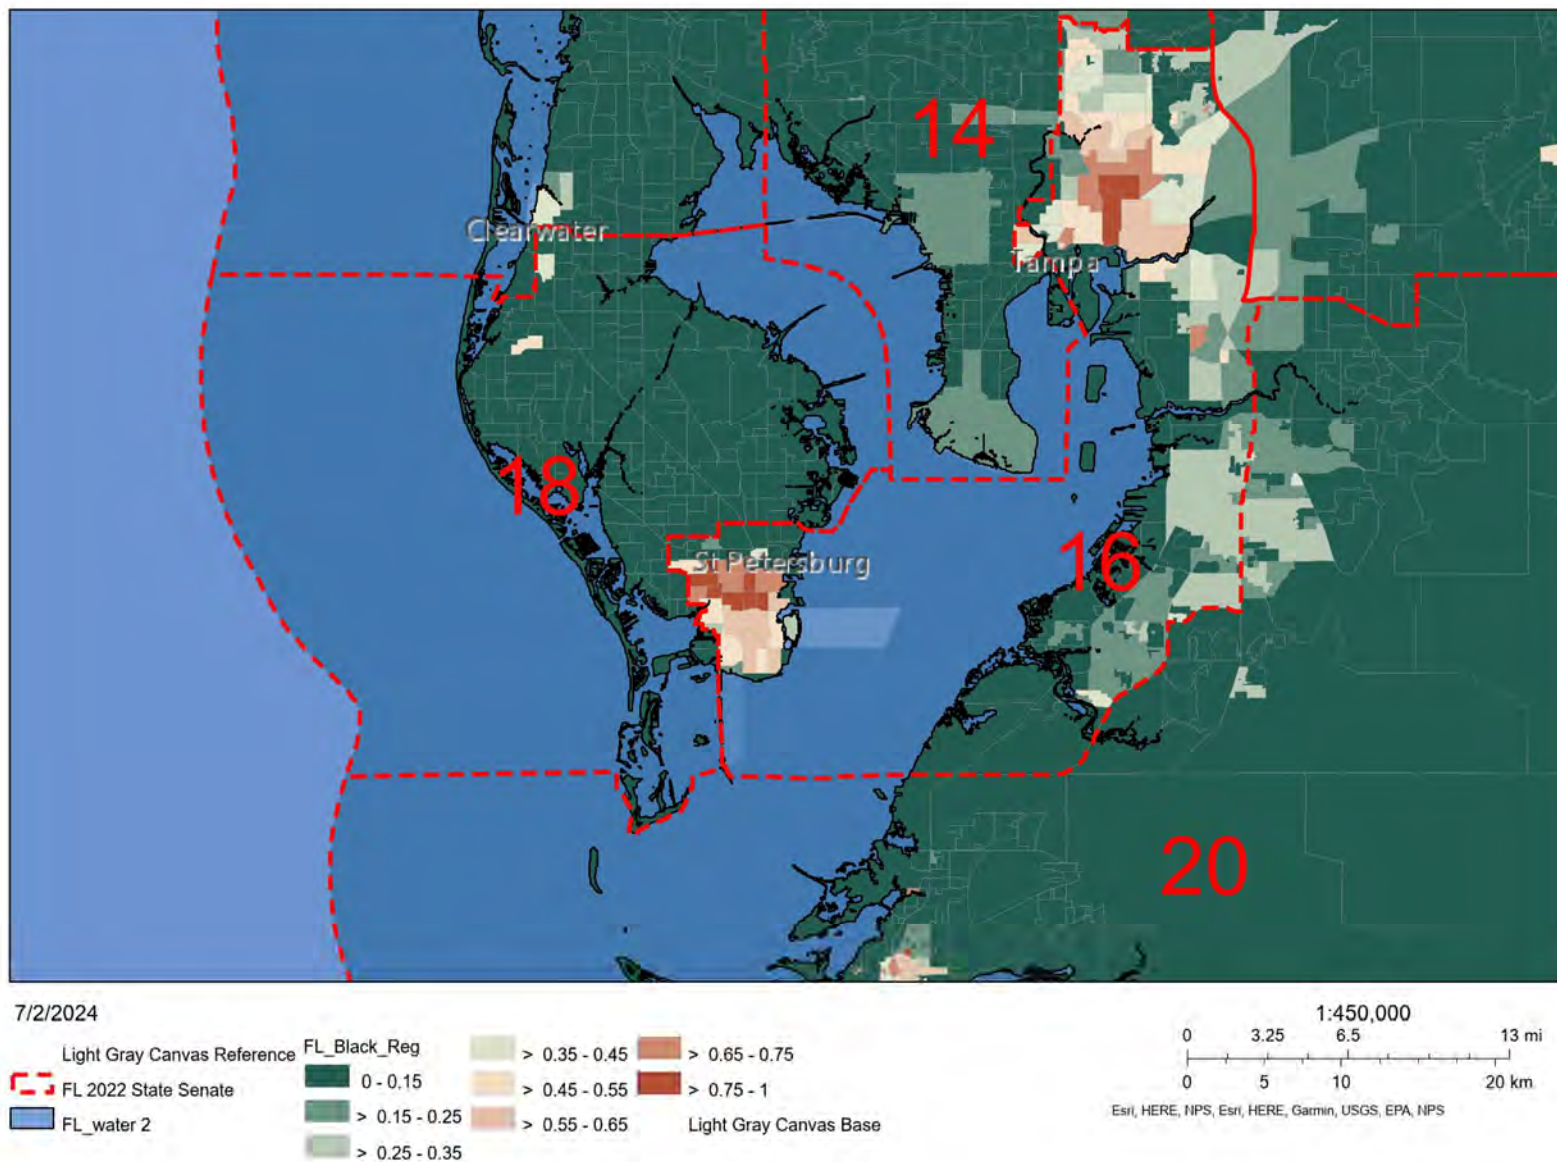 14
Clearwater
Tampa
18
16
St Petersburg
20
7/2/2024
Light Gray Canvas Reference
FL 2022 State Senate
FL_water 2
FL_Black_Reg
0 - 0.15
> 0.15 - 0.25
> 0.25 - 0.35
> 0.35 - 0.45
> 0.45 - 0.55
> 0.55 - 0.65
> 0.65 - 0.75
> 0.75 - 1
Light Gray Canvas Base
1:450,000
0 3.25 6.5 13 mi
0 5 10 20 km
Esri, HERE, NPS, Esri, HERE, Garmin, USGS, EPA, NPS